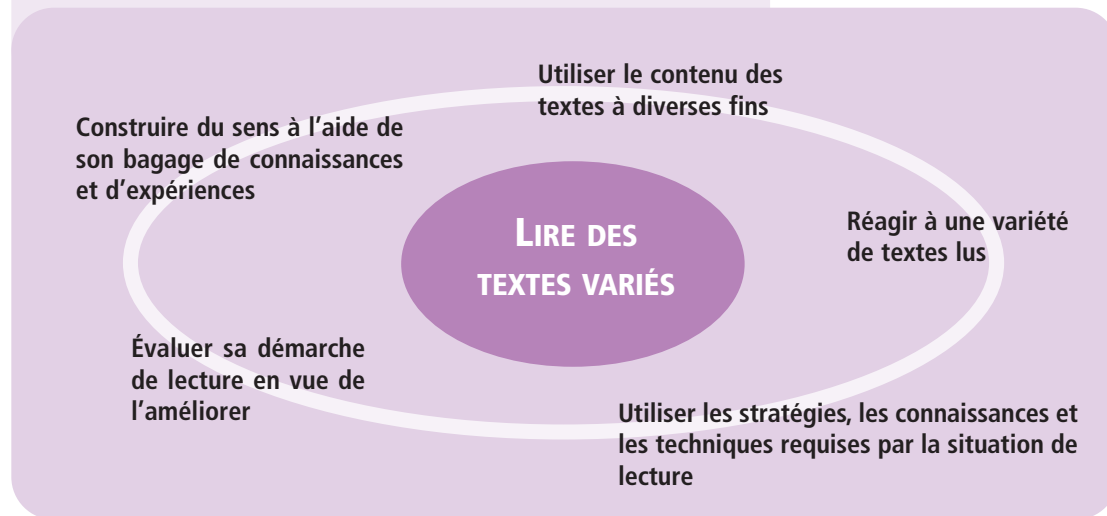 Utiliser le contenu des
textes à diverses fins
Construire du sens à l'aide de
son bagage de connaissances
et d'expériences
LIRE DES
TEXTES VARIÉS
Réagir à une variété
de textes lus
Évaluer sa démarche
de lecture en vue de
l'améliorer
Utiliser les stratégies, les connaissances et
les techniques requises par la situation de
lecture